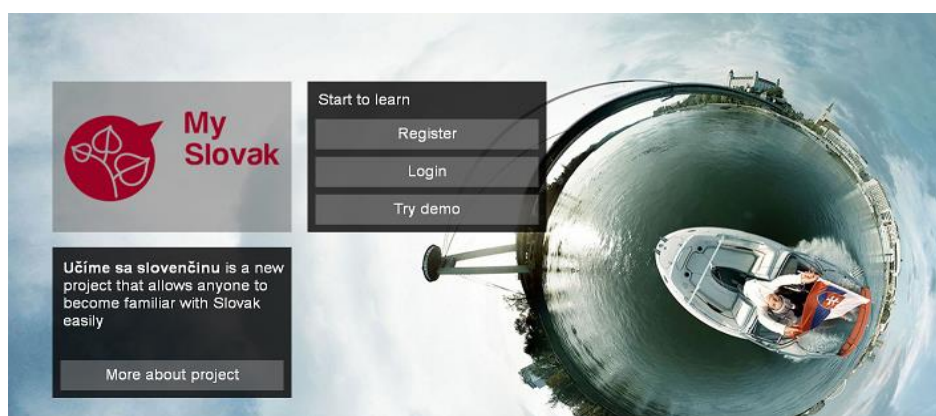 My
Slovak
Start to learn
Register
Login
Try demo
Učíme sa slovenčinu is a new
project that allows anyone to
become familiar with Slovak
easily
More about project